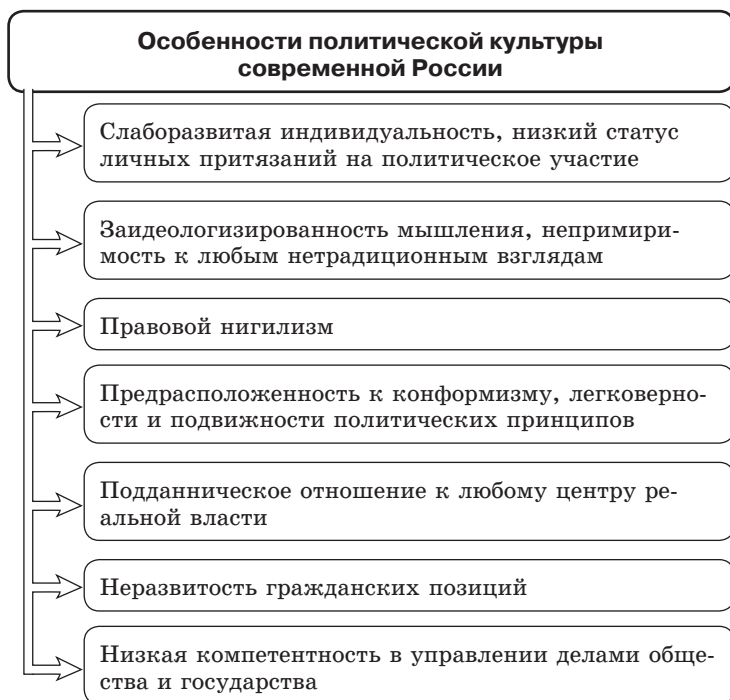 Особенности политической культуры
современной России
Слаборазвитая индивидуальность, низкий статус
личных притязаний на политическое участие
Заидеологизированность мышления, непримири-
мость к любым нетрадиционным взглядам
Правовой нигилизм
Предрасположенность к конформизму, легковерно-
сти и подвижности политических принципов
Подданническое отношение к любому центру ре-
альной власти
Неразвитость гражданских позиций
Низкая компетентность в управлении делами обще-
ства и государства